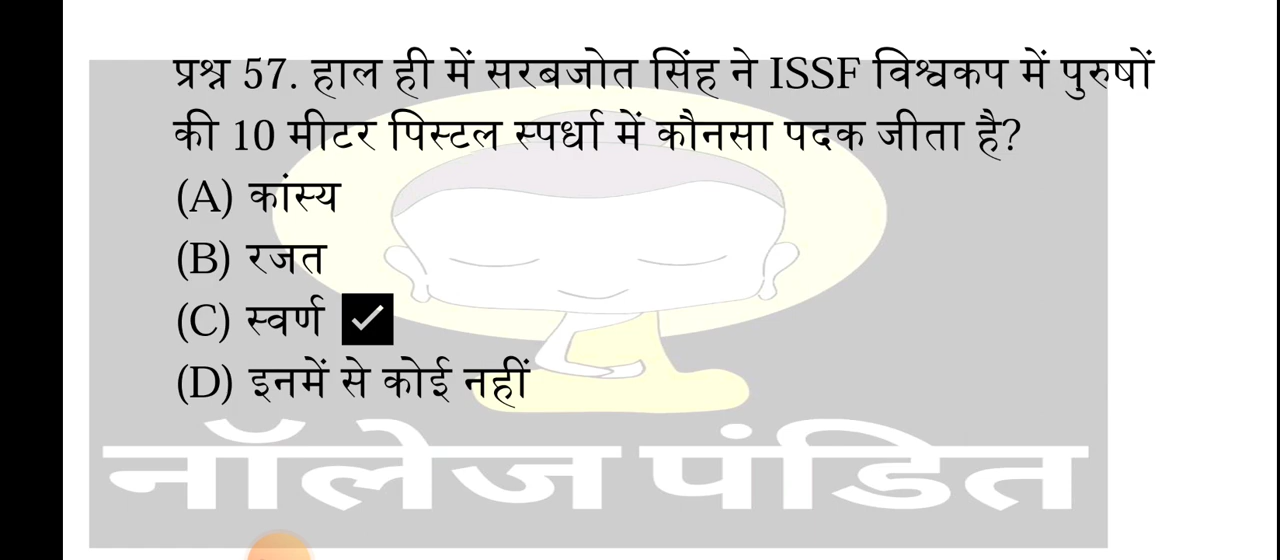 प्रश्न 57. हाल ही में सरबजोत सिंह ने ISSF विश्वकप में पुरुषों
की 10 मीटर पिस्टल स्पर्धा में कौनसा पदक जीता है?
(A) कांस्य
(B) रजत
(C) स्वर्ण ✓
(D) इनमें से कोई नहीं
नॉलेज पंडित